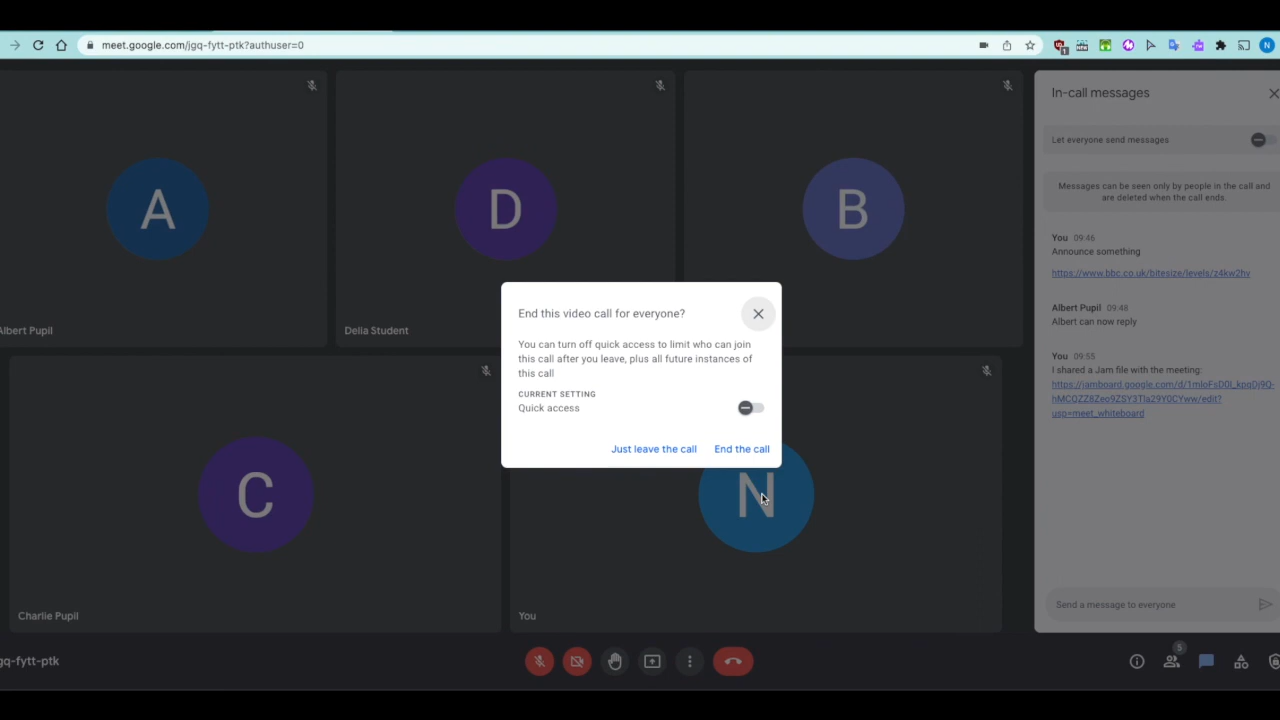 meet.google.com/jgq-fytt-ptk?authuser=0
N
1
A
D
B
lbert Pupil
Delia Student
C
N
Charlie Pupil
You
End this video call for everyone?
You can turn off quick access to limit who can join
this call after you leave, plus all future instances of
this call
CURRENT SETTING
Quick access
Just leave the call
End the call
In-call messages
Let everyone send messages
Messages can be seen only by people in the call and
are deleted when the call ends
You 09:46
Announce something
https://www.bbc.co.uk/bitesize/levels/z4kw2hv
Albert Pupil 09:48
Albert can now reply
You 09:55
I shared a Jam file with the meeting:
usp=meet_whiteboard
Send a message to everyone
gq-fytt-ptk
5